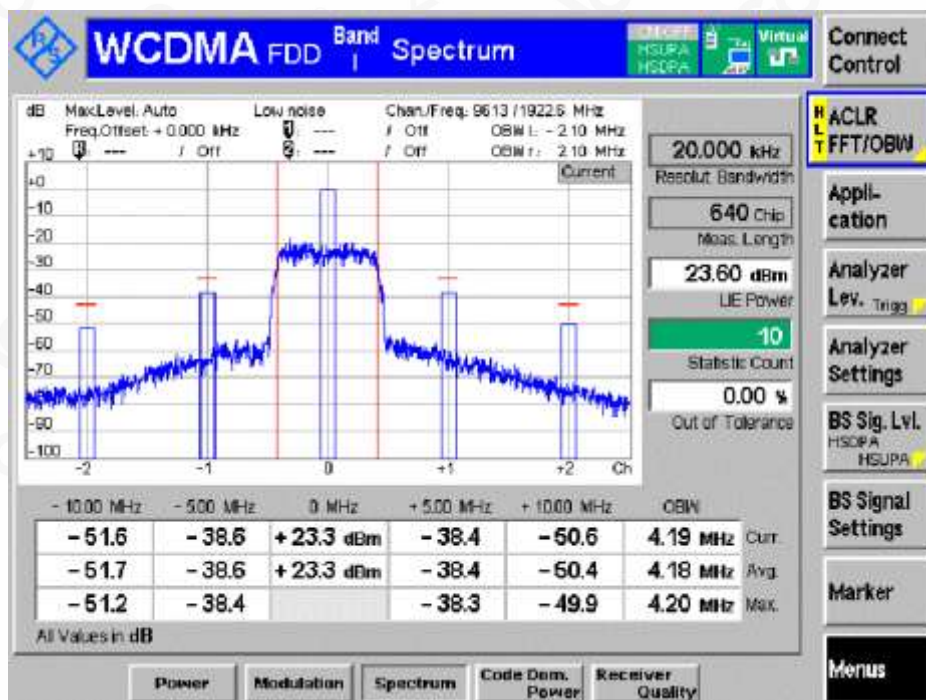 WCDMA FDD Band I Spectrum
HSUPA
HSDPA
Virtual
Connect
Control
dB Max.Level: Auto Low noise Chan./Freq.: 9613 / 1922.6 MHz
Freq.Offset: + 0.000 kHz --- / Off OBW l: - 2.10 MHz
--- / Off --- / Off OBW r: 2.10 MHz
Current
+10
+0
-10
-20
-30
-40
-50
-60
-70
-80
-90
-100
-2 -1 0 +1 +2 Ch
20.000 kHz
Resolut. Bandwidth
640 Chip
Meas. Length
23.60 dBm
UE Power
10
Statistic Count
0.00 %
Out of Tolerance
H
L
T
ACLR
FFT/OBW
Appli-
cation
Analyzer
Lev. Trigg.
Analyzer
Settings
BS Sig. Lvl.
HSDPA
HSUPA
BS Signal
Settings
Marker
Menus
- 10.00 MHz - 5.00 MHz 0 MHz + 5.00 MHz + 10.00 MHz OBW
- 51.6 - 38.6 + 23.3 dBm - 38.4 - 50.6 4.19 MHz Curr.
- 51.7 - 38.6 + 23.3 dBm - 38.4 - 50.4 4.18 MHz Avg.
- 51.2 - 38.4 - 38.3 - 49.9 4.20 MHz Max.
All Values in dB
Power Modulation Spectrum Code Dom. Power Receiver Quality